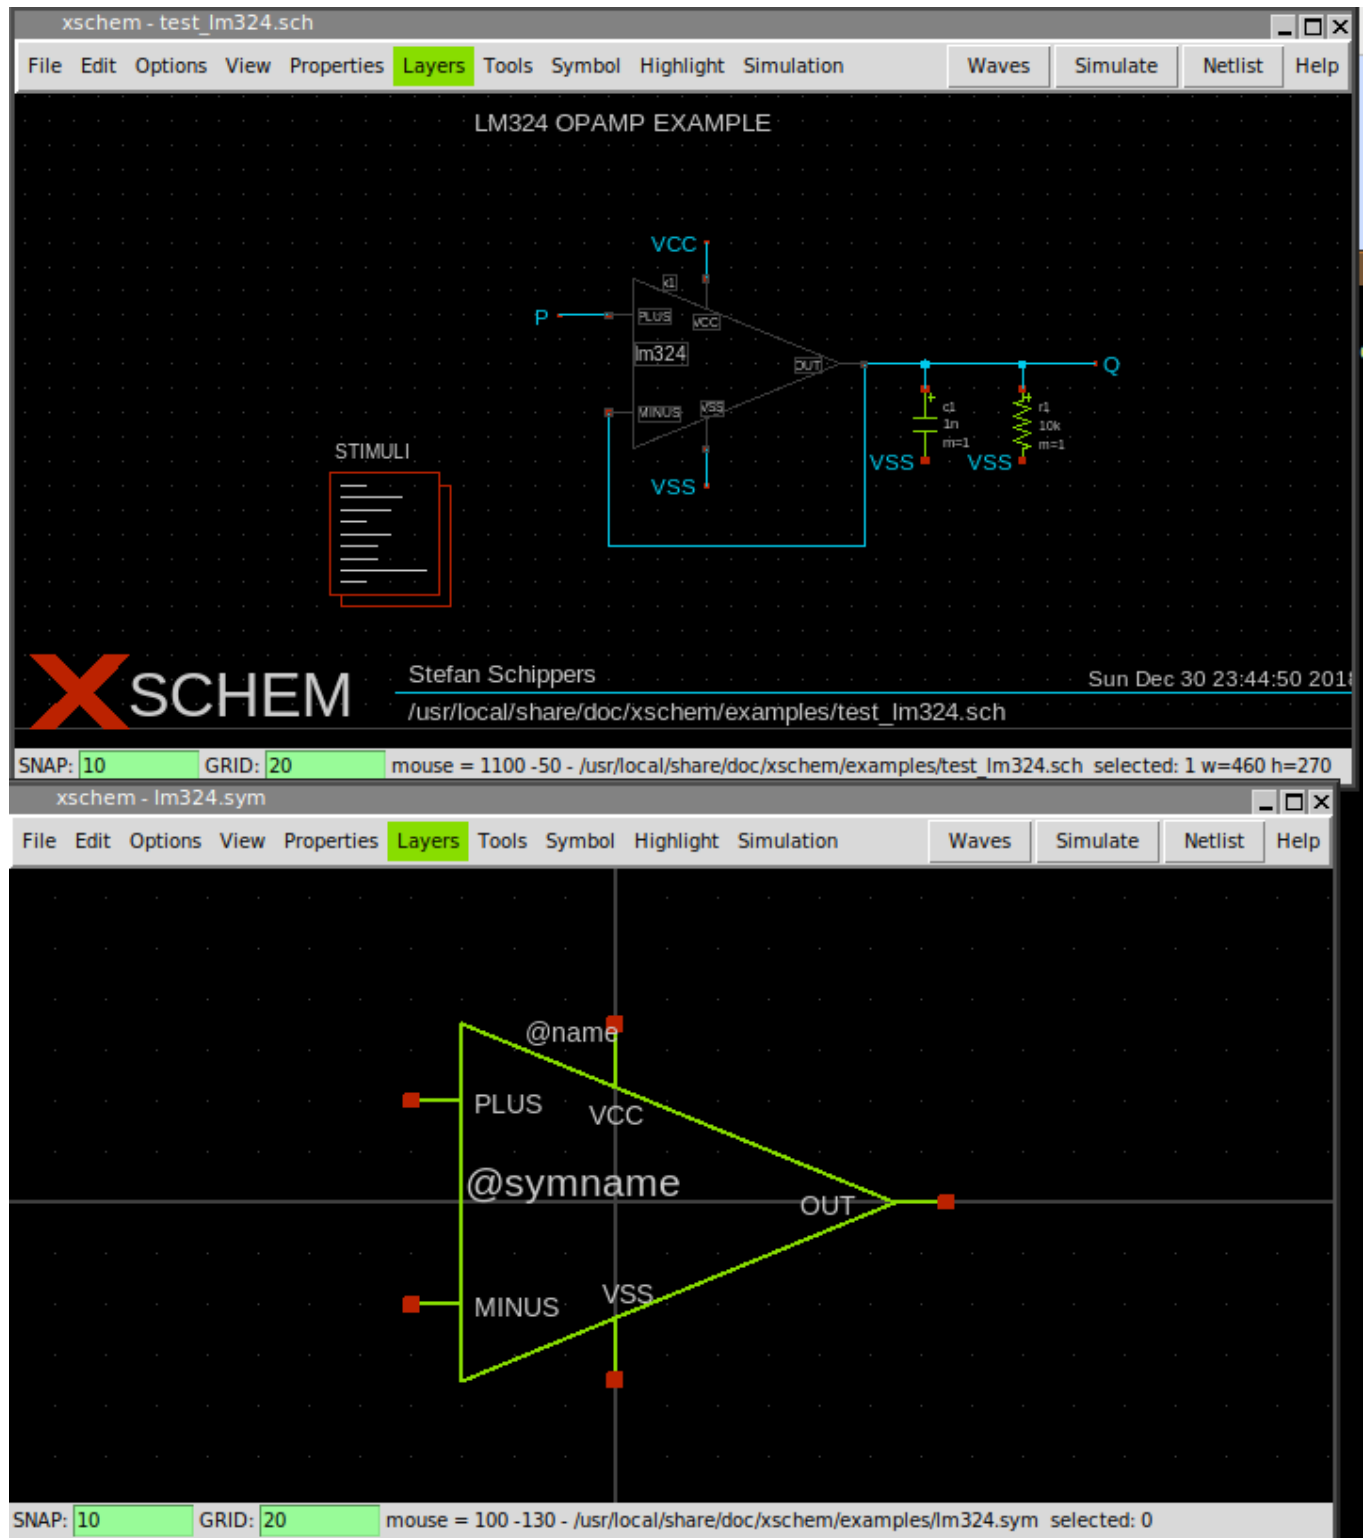 xschem - test_lm324.sch
File Edit Options View Properties Layers Tools Symbol Highlight Simulation Waves Simulate Netlist Help
LM324 OPAMP EXAMPLE
VCC
x1
P
PLUS
VCC
lm324
OUT
Q
MINUS
VSS
c1
1n
m=1
r1
10k
m=1
STIMULI
VSS
VSS
VSS
XSCHEM
Stefan Schippers
Sun Dec 30 23:44:50 2018
/usr/local/share/doc/xschem/examples/test_lm324.sch
SNAP: 10 GRID: 20 mouse = 1100 -50 - /usr/local/share/doc/xschem/examples/test_lm324.sch selected: 1 w=460 h=270
xschem - lm324.sym
File Edit Options View Properties Layers Tools Symbol Highlight Simulation Waves Simulate Netlist Help
@name
PLUS
VCC
@symname
OUT
VSS
MINUS
SNAP: 10 GRID: 20 mouse = 100 -130 - /usr/local/share/doc/xschem/examples/lm324.sym selected: 0